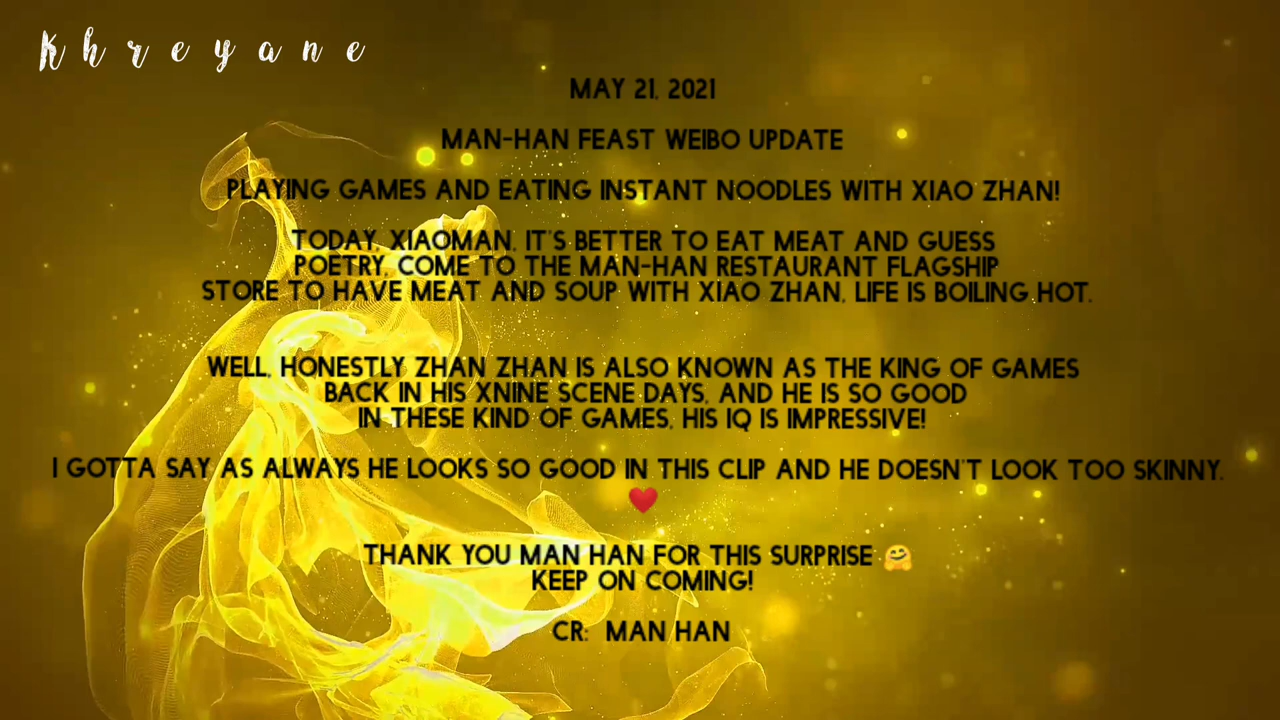 Khreyane
MAY 21, 2021
MAN-HAN FEAST WEIBO UPDATE
PLAYING GAMES AND EATING INSTANT NOODLES WITH XIAO ZHAN!
TODAY, XIAOMAN, IT'S BETTER TO EAT MEAT AND GUESS
POETRY, COME TO THE MAN-HAN RESTAURANT FLAGSHIP
STORE TO HAVE MEAT AND SOUP WITH XIAO ZHAN, LIFE IS BOILING HOT.
WELL, HONESTLY ZHAN ZHAN IS ALSO KNOWN AS THE KING OF GAMES
BACK IN HIS XNINE SCENE DAYS, AND HE IS SO GOOD
IN THESE KIND OF GAMES, HIS IQ IS IMPRESSIVE!
I GOTTA SAY AS ALWAYS HE LOOKS SO GOOD IN THIS CLIP AND HE DOESN'T LOOK TOO SKINNY.
❤️
THANK YOU MAN HAN FOR THIS SURPRISE 🤗
KEEP ON COMING!
CR: MAN HAN